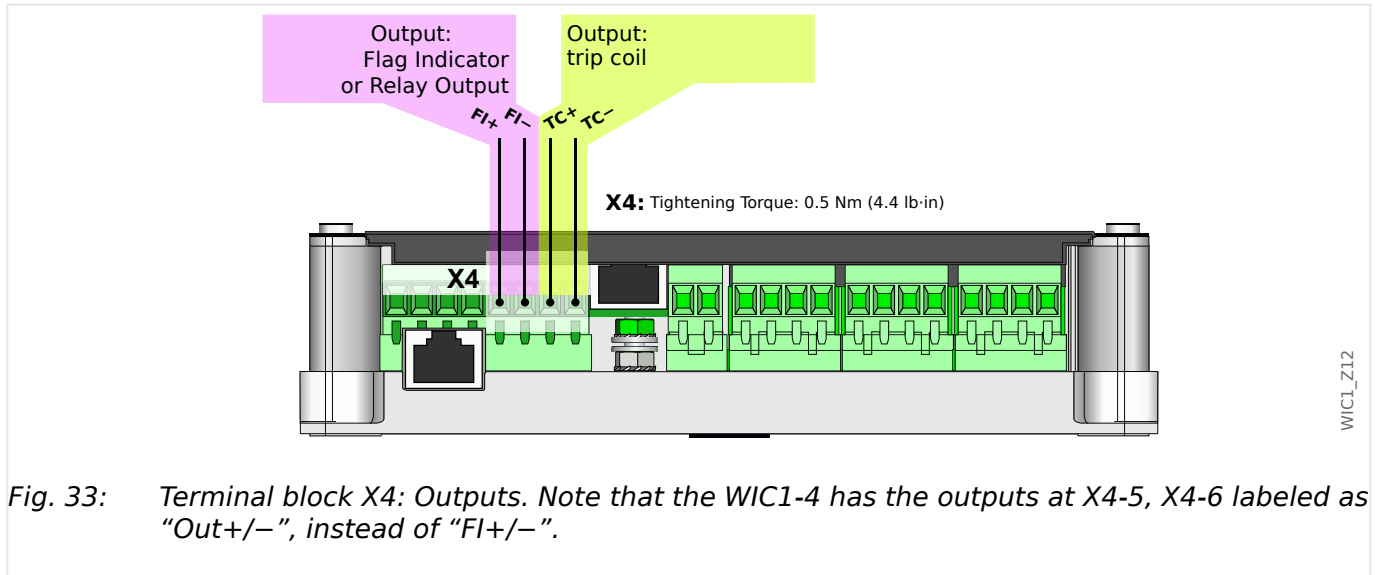 Output:
Flag Indicator
or Relay Output
Output:
trip coil
FI+ FI− TC+ TC−
X4: Tightening Torque: 0.5 Nm (4.4 lb·in)
X4
WIC1_Z12
Fig. 33: Terminal block X4: Outputs. Note that the WIC1-4 has the outputs at X4-5, X4-6 labeled as
“Out+/−”, instead of “FI+/−”.